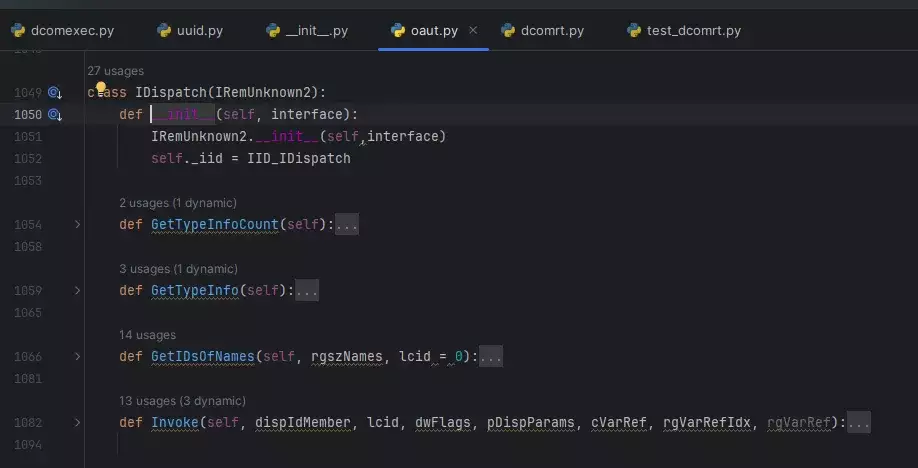 dcomexec.py uuid.py __init__.py oaut.py × dcomrt.py test_dcomrt.py
27 usages
1049 class IDispatch(IRemUnknown2):
1050 def __init__(self, interface):
1051 IRemUnknown2.__init__(self,interface)
1052 self._iid = IID_IDispatch
1053
2 usages (1 dynamic)
1054 > def GetTypeInfoCount(self):...
1058
3 usages (1 dynamic)
1059 > def GetTypeInfo(self):...
1065
14 usages
1066 > def GetIDsOfNames(self, rgszNames, lcid = 0):...
1081
13 usages (3 dynamic)
1082 > def Invoke(self, dispIdMember, lcid, dwFlags, pDispParams, cVarRef, rgVarRefIdx, rgVarRef):...
1094